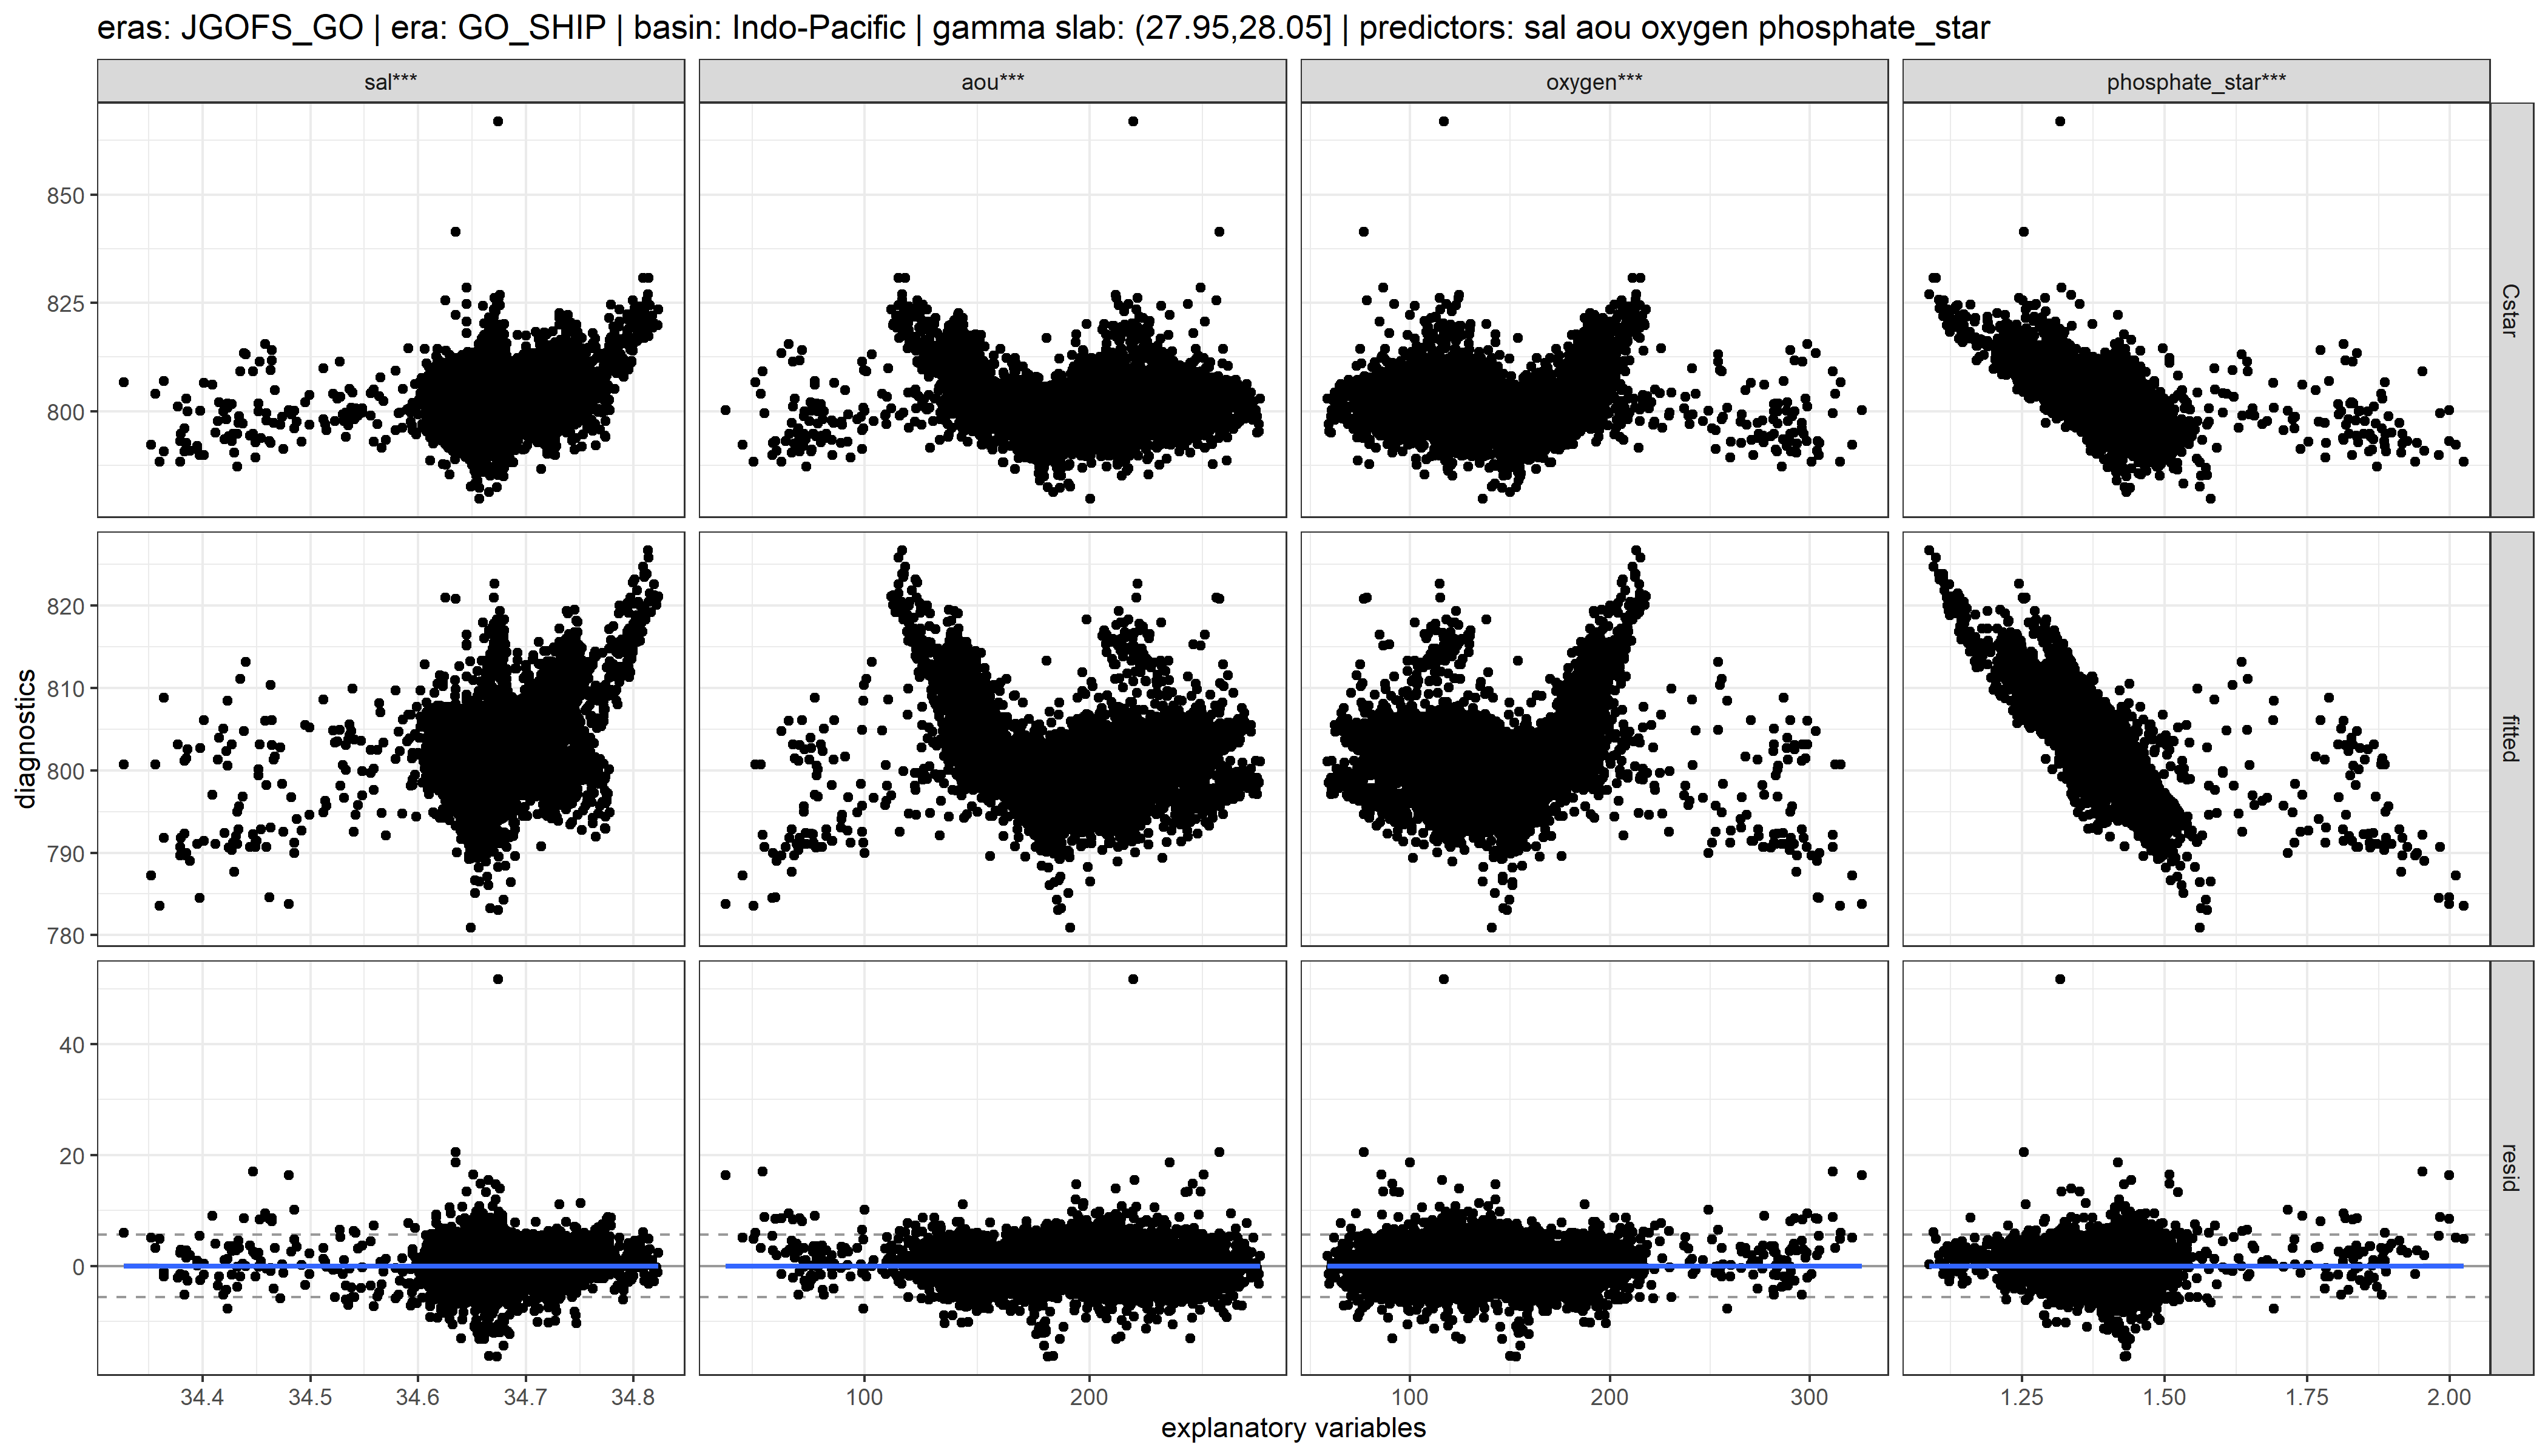 eras: JGOFS_GO | era: GO_SHIP | basin: Indo-Pacific | gamma slab: (27.95,28.05] | predictors: sal aou oxygen phosphate_star
sal*** aou*** oxygen*** phosphate_star***
850
825
800
Cstar
820
810
800
790
780
fitted
diagnostics
40
20
0
resid
34.4 34.5 34.6 34.7 34.8 100 200 100 200 300 1.25 1.50 1.75 2.00
explanatory variables